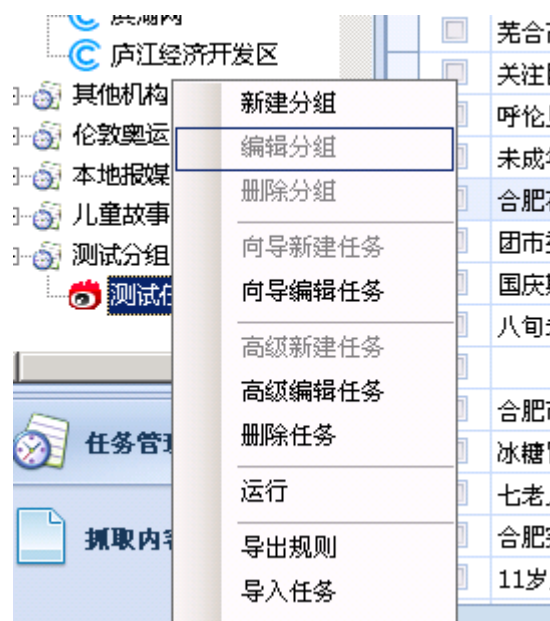 滨湖网
庐江经济开发区
其他机构
伦敦奥运
本地报媒
儿童故事
测试分组
测试任
任务管理
抓取内容
新建分组
编辑分组
删除分组
向导新建任务
向导编辑任务
高级新建任务
高级编辑任务
删除任务
运行
导出规则
导入任务
芜合高
关注
呼伦
未成年
合肥
团市委
国庆
八旬
合肥
冰糖
七老
合肥
11岁